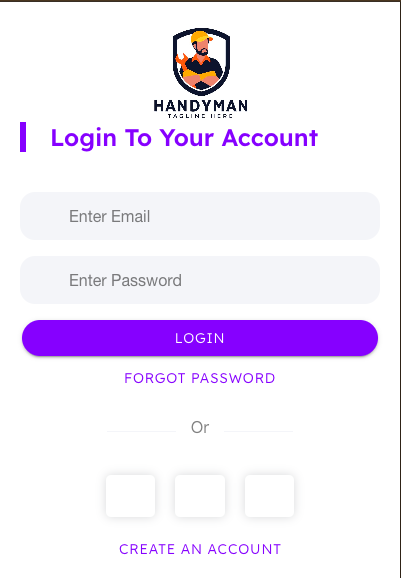 HANDYMAN
TAGLINE HERE
Login To Your Account
Enter Email
Enter Password
LOGIN
FORGOT PASSWORD
Or
CREATE AN ACCOUNT